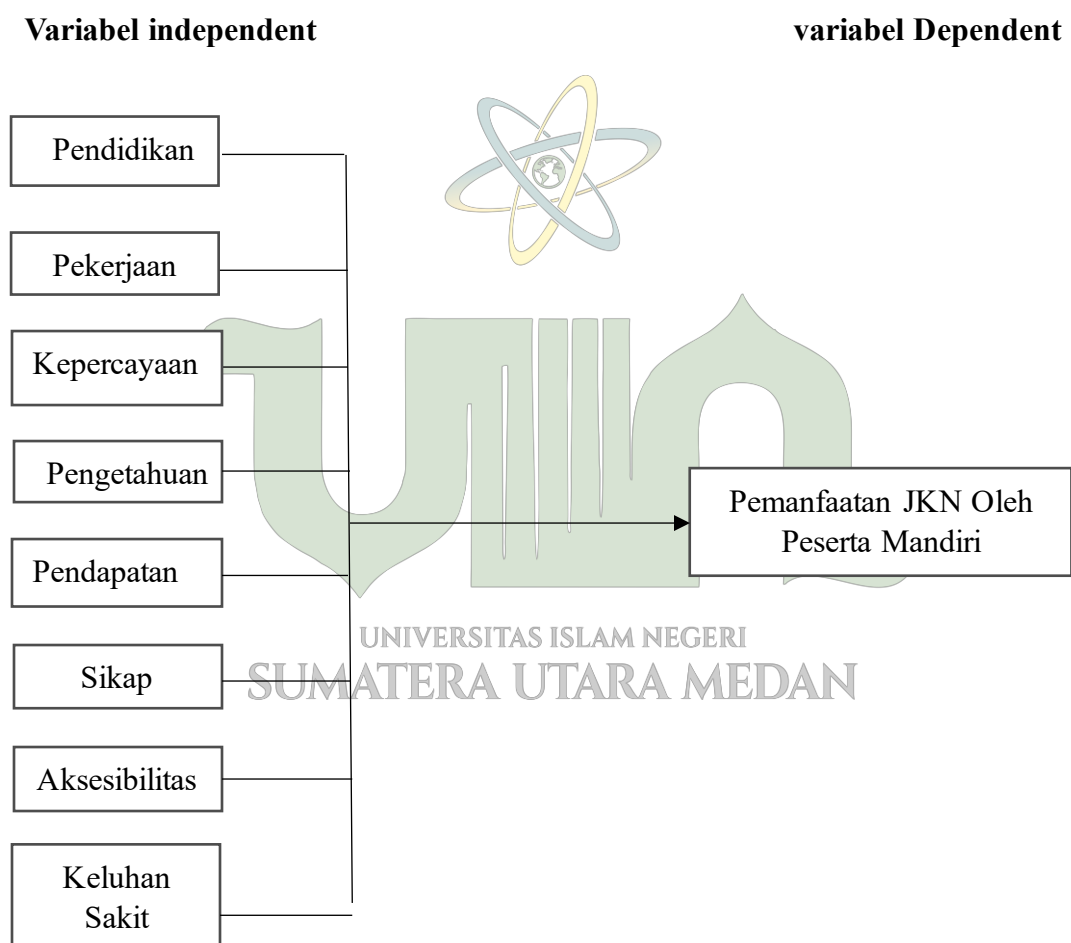 Variabel independent
variabel Dependent
Pendidikan
Pekerjaan
Kepercayaan
Pengetahuan
Pendapatan
Sikap
Aksesibilitas
Keluhan
Sakit
Pemanfaatan JKN Oleh
Peserta Mandiri
UNIVERSITAS ISLAM NEGERI
SUMATERA UTARA MEDAN